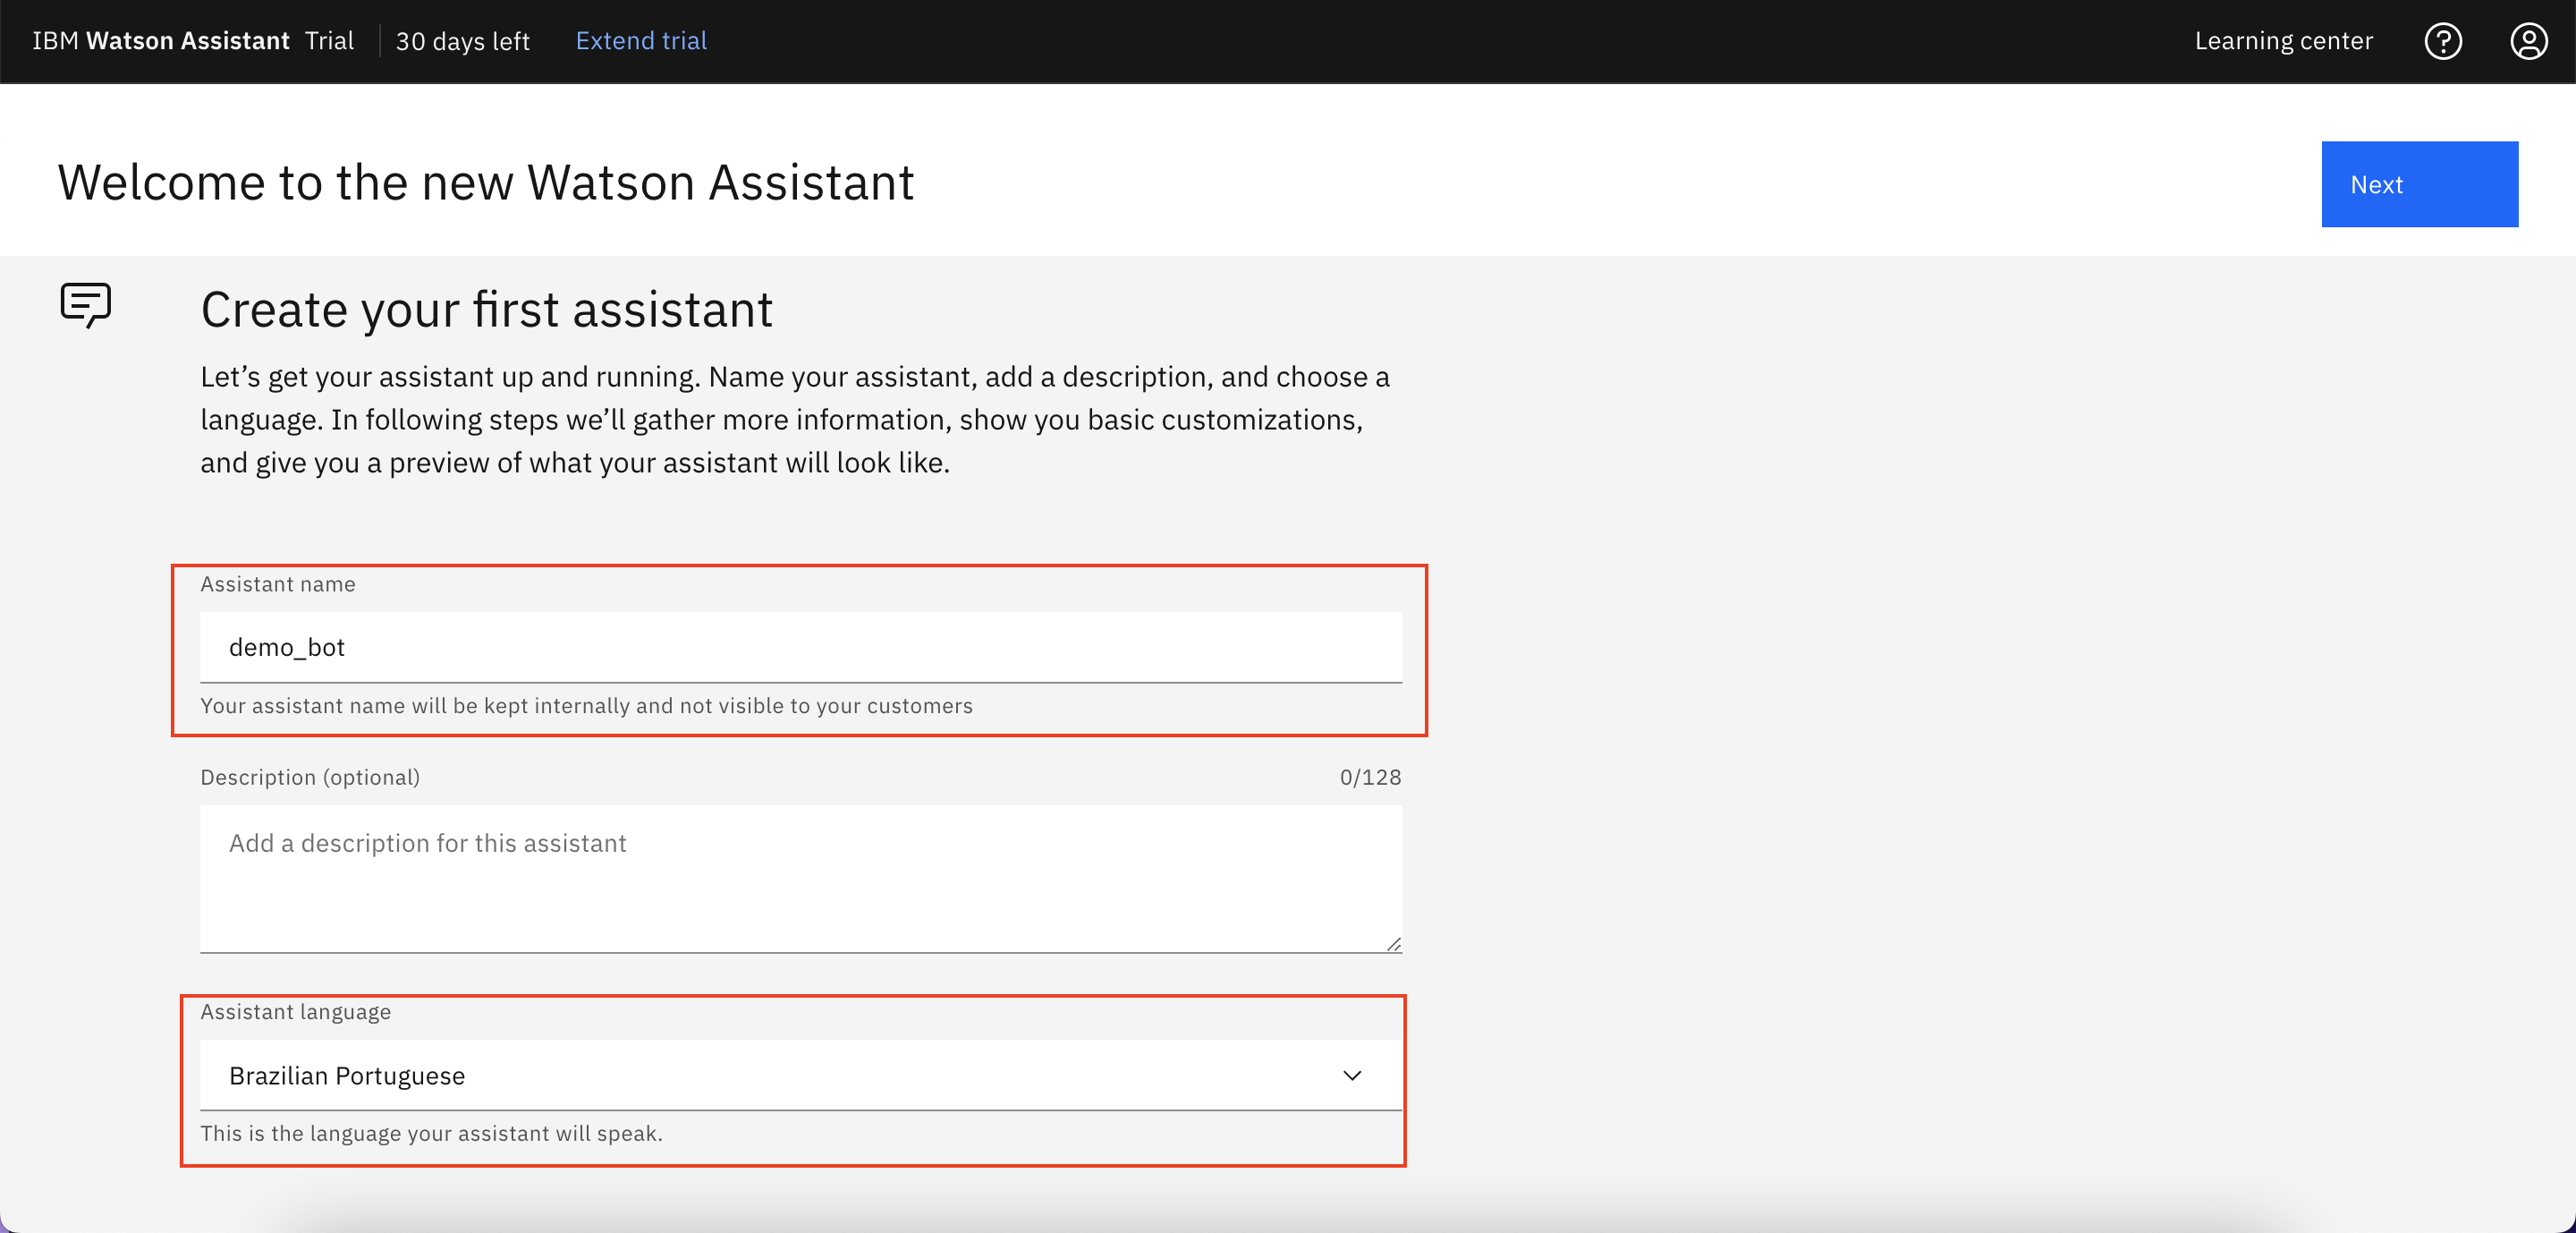 IBM Watson Assistant Trial 30 days left Extend trial Learning center
Welcome to the new Watson Assistant
Next
Create your first assistant
Let’s get your assistant up and running. Name your assistant, add a description, and choose a
language. In following steps we’ll gather more information, show you basic customizations,
and give you a preview of what your assistant will look like.
Assistant name
demo_bot
Your assistant name will be kept internally and not visible to your customers
Description (optional) 0/128
Add a description for this assistant
Assistant language
Brazilian Portuguese
This is the language your assistant will speak.